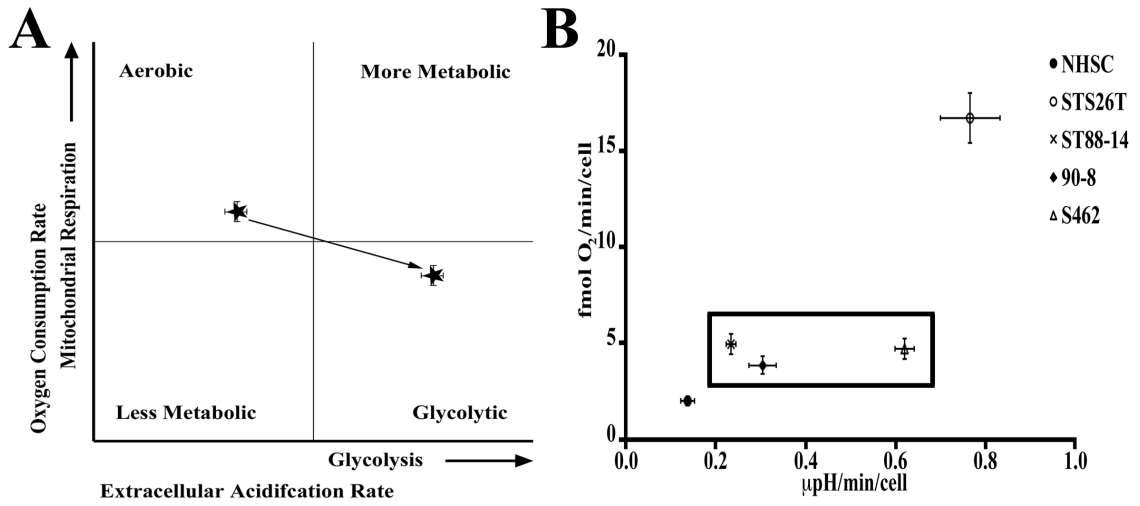 A
Aerobic
More Metabolic
Less Metabolic
Glycolytic
Oxygen Consumption Rate
Mitochondrial Respiration
Glycolysis
Extracellular Acidifcation Rate
B
20
15
10
5
0
fmol O₂/min/cell
0.0 0.2 0.4 0.6 0.8 1.0
μpH/min/cell
NHSC
STS26T
ST88-14
90-8
S462